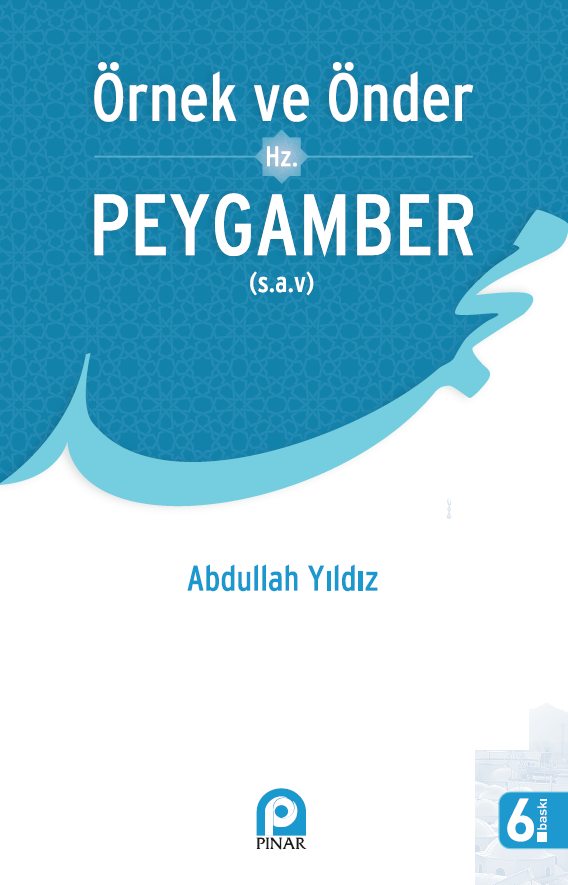 Örnek ve Önder
Hz.
PEYGAMBER
(s.a.v)
Abdullah Yıldız
PINAR
6. baskı